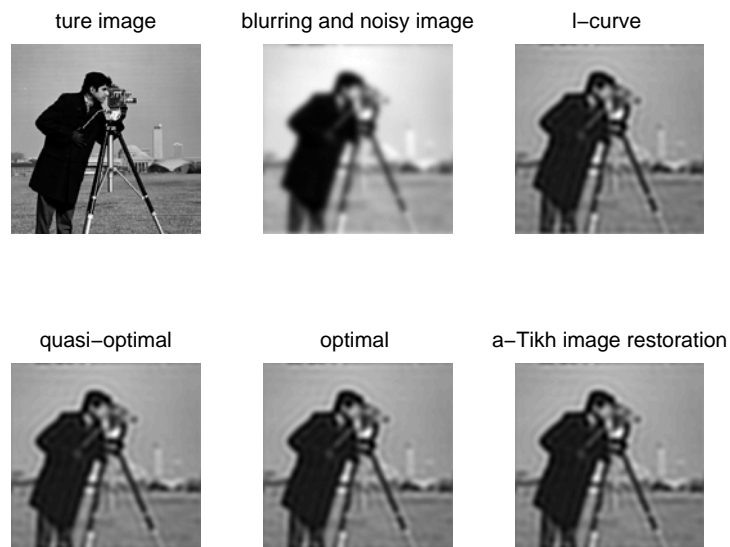 ture image
blurring and noisy image
l-curve
quasi-optimal
optimal
a-Tikh image restoration